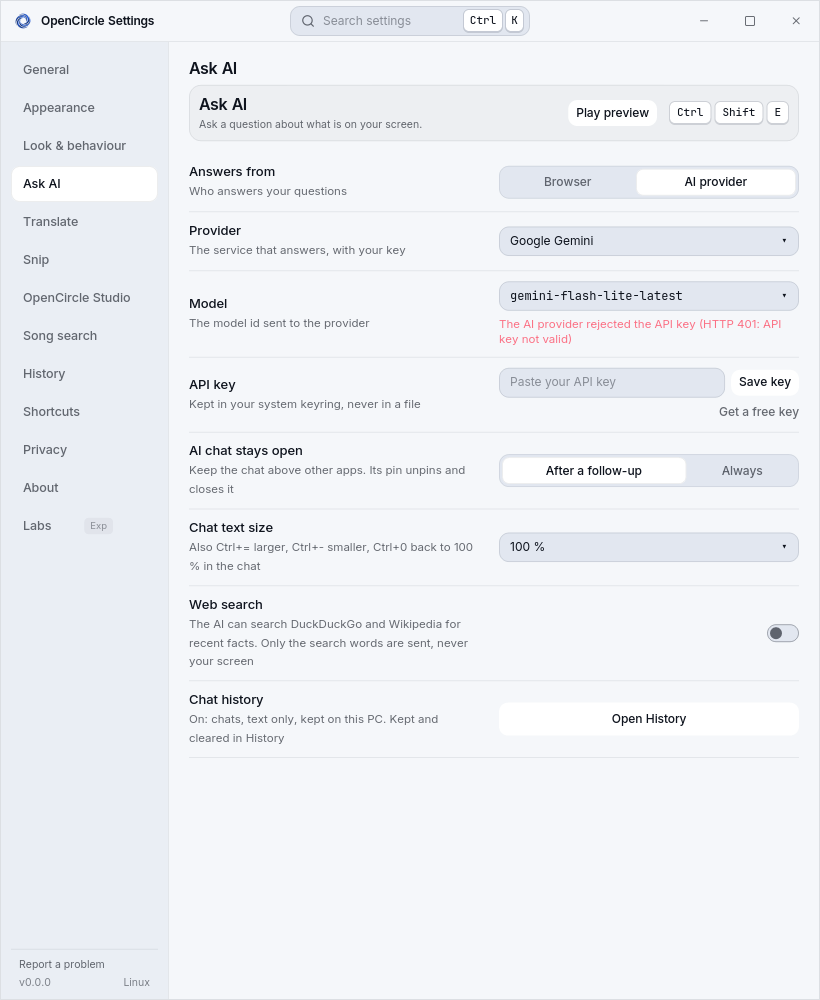 OpenCircle Settings
Search settings
Ctrl K
General
Appearance
Look & behaviour
Ask AI
Translate
Snip
OpenCircle Studio
Song search
History
Shortcuts
Privacy
About
Labs Exp
Report a problem
v0.0.0 Linux
Ask AI
Ask AI
Ask a question about what is on your screen.
Play preview
Ctrl Shift E
Answers from
Who answers your questions
Browser AI provider
Provider
The service that answers, with your key
Google Gemini
Model
The model id sent to the provider
gemini-flash-lite-latest
The AI provider rejected the API key (HTTP 401: API
key not valid)
API key
Kept in your system keyring, never in a file
Paste your API key
Save key
Get a free key
AI chat stays open
Keep the chat above other apps. Its pin unpins and
closes it
After a follow-up Always
Chat text size
Also Ctrl+= larger, Ctrl+- smaller, Ctrl+0 back to 100
% in the chat
100 %
Web search
The AI can search DuckDuckGo and Wikipedia for
recent facts. Only the search words are sent, never
your screen
Chat history
On: chats, text only, kept on this PC. Kept and
cleared in History
Open History